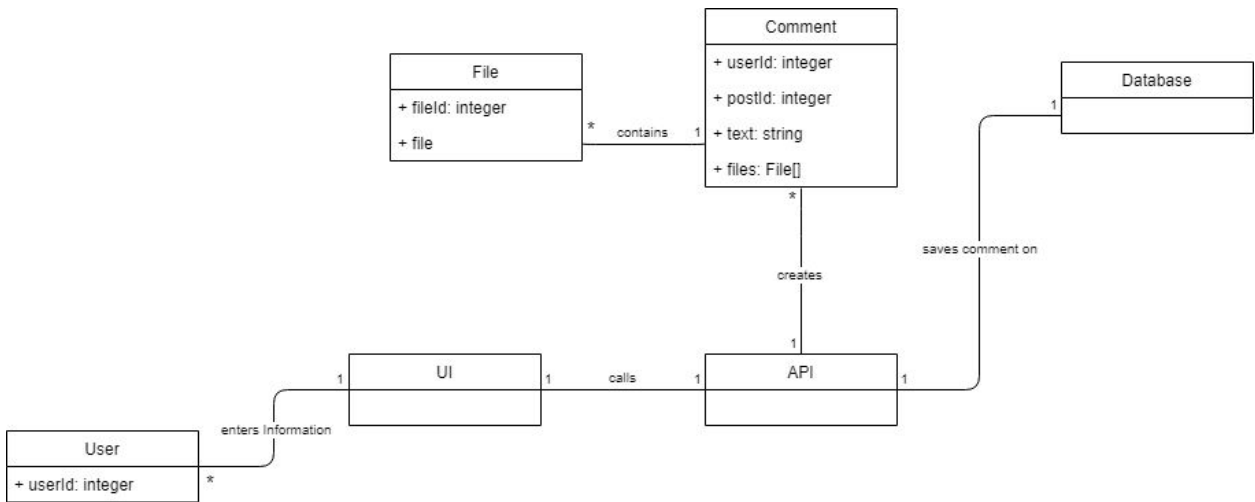 Comment
+ userId: integer
+ postId: integer
+ text: string
+ files: File[]
File
+ fileId: integer
+ file
* contains 1
Database
1
*
saves comment on
creates
1
UI
API
1 1 calls 1 1
enters Information
User
+ userId: integer
*